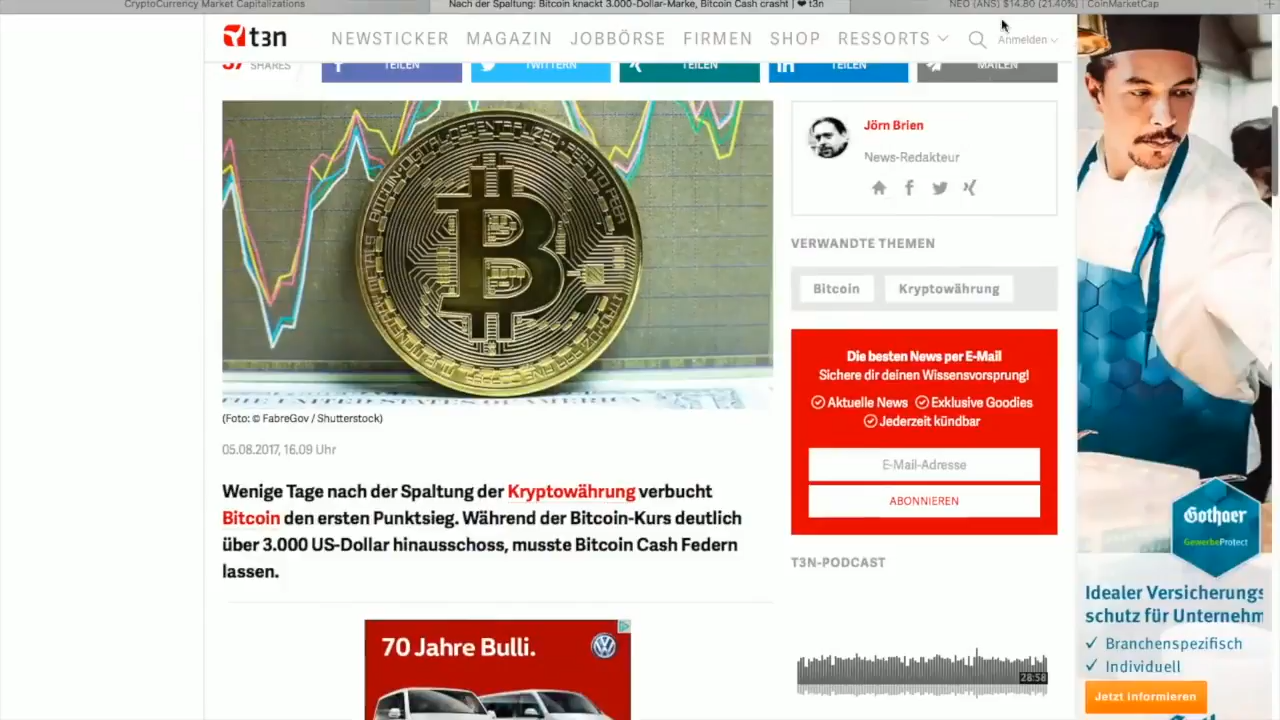 CryptoCurrency Market Capitalizations
Nach der Spaltung: Bitcoin knackt 3.000-Dollar-Marke, Bitcoin Cash crasht | ❤ t3n
NEO (ANS) $14.80 (21.40%) | CoinMarketCap
t3n
NEWSTICKER MAGAZIN JOBBÖRSE FIRMEN SHOP RESSORTS
Anmelden
37 SHARES
TEILEN
TWITTERN
TEILEN
TEILEN
MAILEN
THE UNITED STATES OF AMERICA
(Foto: © FabreGov / Shutterstock)
05.08.2017, 16.09 Uhr
Wenige Tage nach der Spaltung der Kryptowährung verbucht
Bitcoin den ersten Punktsieg. Während der Bitcoin-Kurs deutlich
über 3.000 US-Dollar hinausschoss, musste Bitcoin Cash Federn
lassen.
70 Jahre Bulli.
Jörn Brien
News-Redakteur
VERWANDTE THEMEN
Bitcoin
Kryptowährung
Die besten News per E-Mail
Sichere dir deinen Wissensvorsprung!
Aktuelle News Exklusive Goodies
Jederzeit kündbar
E-Mail-Adresse
ABONNIEREN
T3N-PODCAST
28:58
Gothaer
GewerbeProtect
Idealer Versicherungs
schutz für Unternehm
✓ Branchenspezifisch
✓ Individuell
Jetzt informieren